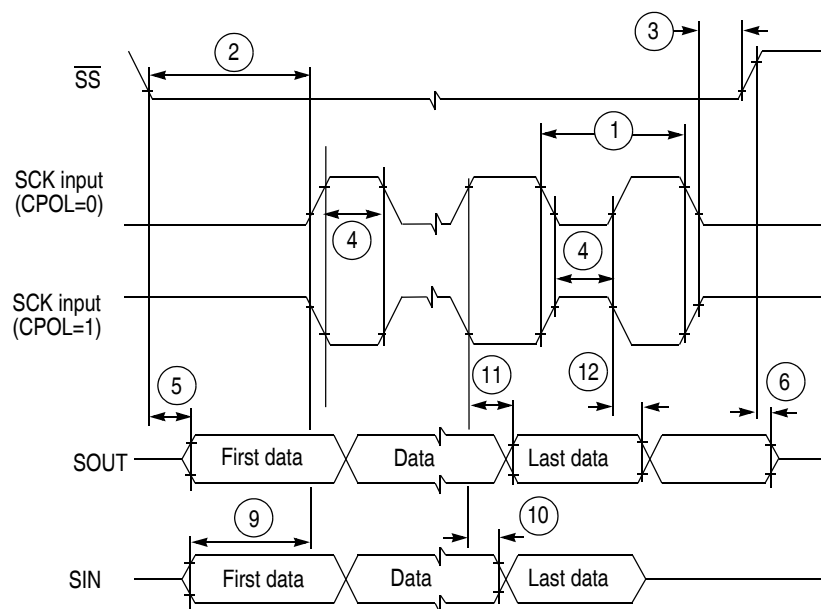 3
2
SS
1
SCK input
(CPOL=0)
4
4
SCK input
(CPOL=1)
5
11
12
6
SOUT
First data
Data
Last data
9
10
SIN
First data
Data
Last data